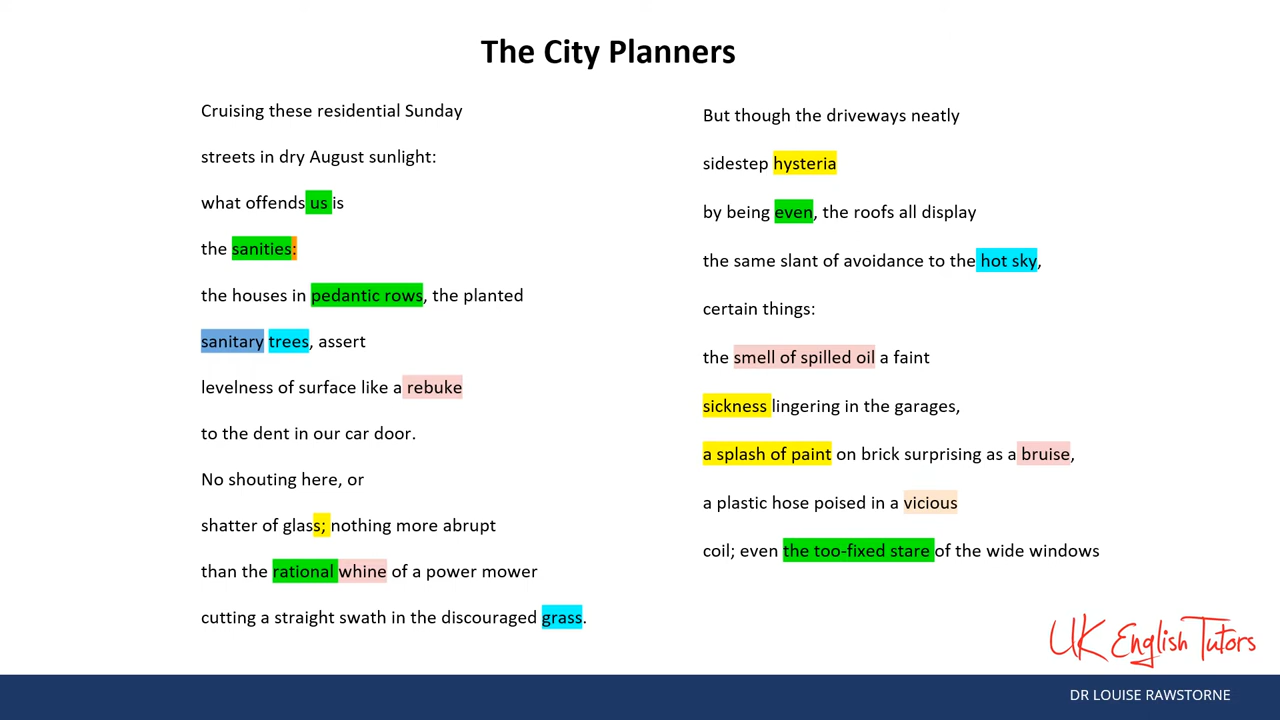 The City Planners
Cruising these residential Sunday
streets in dry August sunlight:
what offends us is
the sanities:
the houses in pedantic rows, the planted
sanitary trees, assert
levelness of surface like a rebuke
to the dent in our car door.
No shouting here, or
shatter of glass; nothing more abrupt
than the rational whine of a power mower
cutting a straight swath in the discouraged grass.
But though the driveways neatly
sidestep hysteria
by being even, the roofs all display
the same slant of avoidance to the hot sky,
certain things:
the smell of spilled oil a faint
sickness lingering in the garages,
a splash of paint on brick surprising as a bruise,
a plastic hose poised in a vicious
coil; even the too-fixed stare of the wide windows
UK English Tutors
DR LOUISE RAWSTORNE